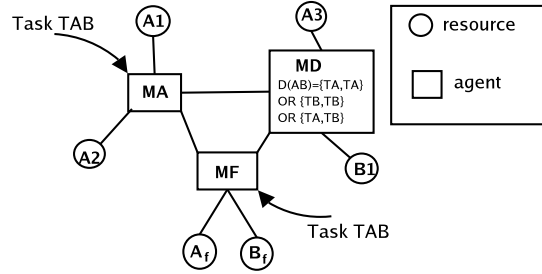 Task TAB
A1
A3
resource
agent
MA
MD
D(AB)={TA,TA}
OR {TB,TB}
OR {TA,TB}
A2
MF
B1
Task TAB
Af
Bf